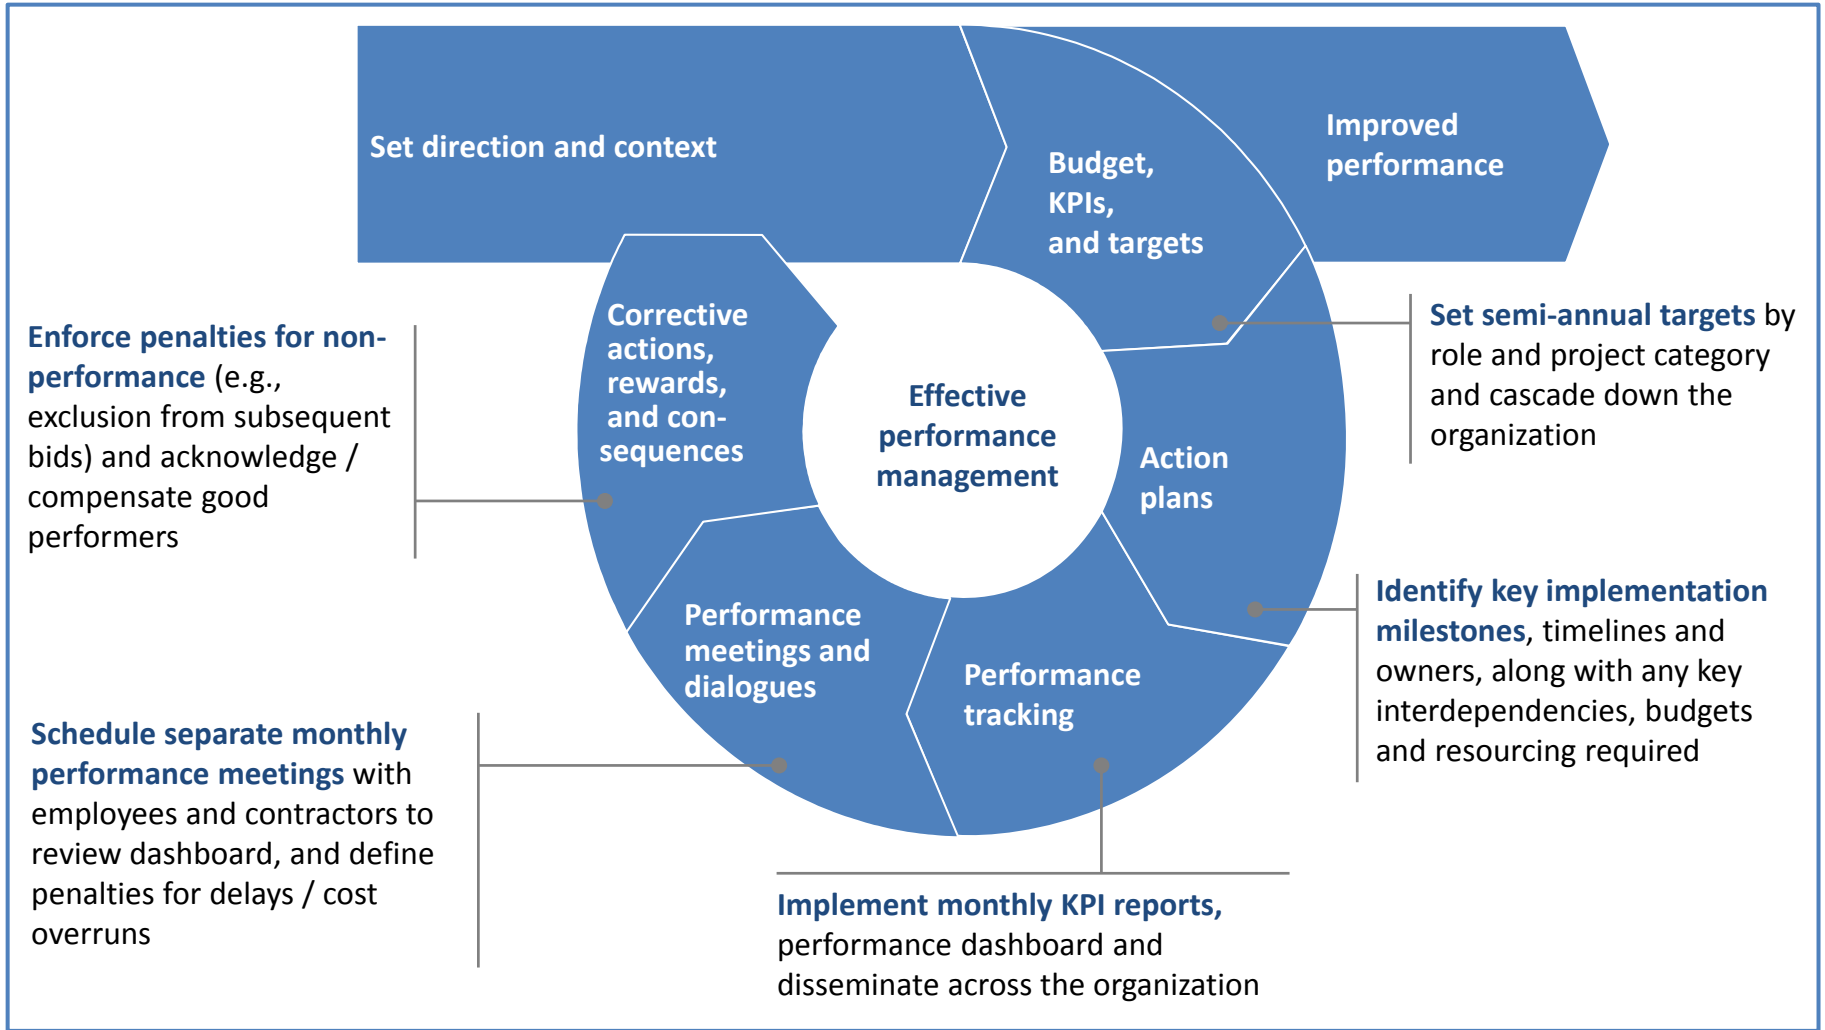 Set direction and context
Budget,
KPIs,
and targets
Improved
performance
Set semi-annual targets by
role and project category
and cascade down the
organization
Action
plans
Identify key implementation
milestones, timelines and
owners, along with any key
interdependencies, budgets
and resourcing required
Performance
tracking
Implement monthly KPI reports,
performance dashboard and
disseminate across the organization
Performance
meetings and
dialogues
Schedule separate monthly
performance meetings with
employees and contractors to
review dashboard, and define
penalties for delays / cost
overruns
Corrective
actions,
rewards,
and con-
sequences
Enforce penalties for non-
performance (e.g.,
exclusion from subsequent
bids) and acknowledge /
compensate good
performers
Effective
performance
management